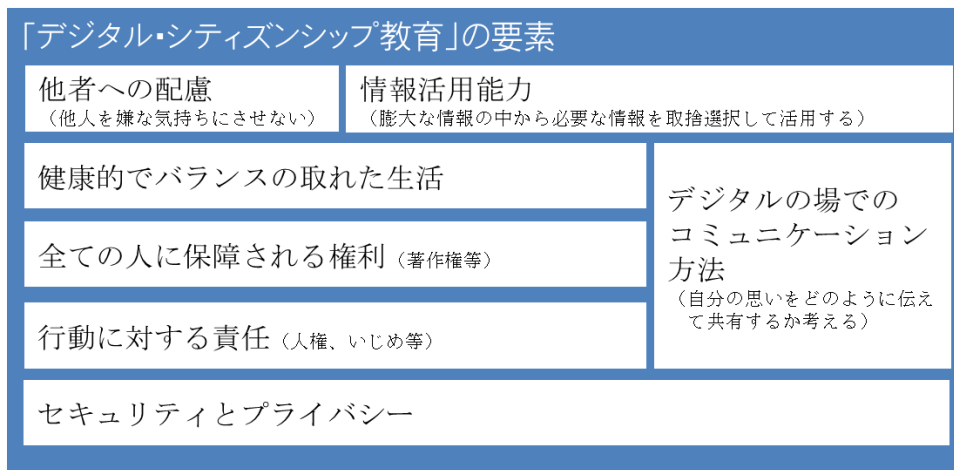 「デジタル・シティズンシップ教育」の要素
他者への配慮
（他人を嫌な気持ちにさせない）
情報活用能力
（膨大な情報の中から必要な情報を取捨選択して活用する）
健康的でバランスの取れた生活
全ての人に保障される権利（著作権等）
行動に対する責任（人権、いじめ等）
デジタルの場での
コミュニケーション
方法
（自分の思いをどのように伝え
て共有するか考える）
セキュリティとプライバシー